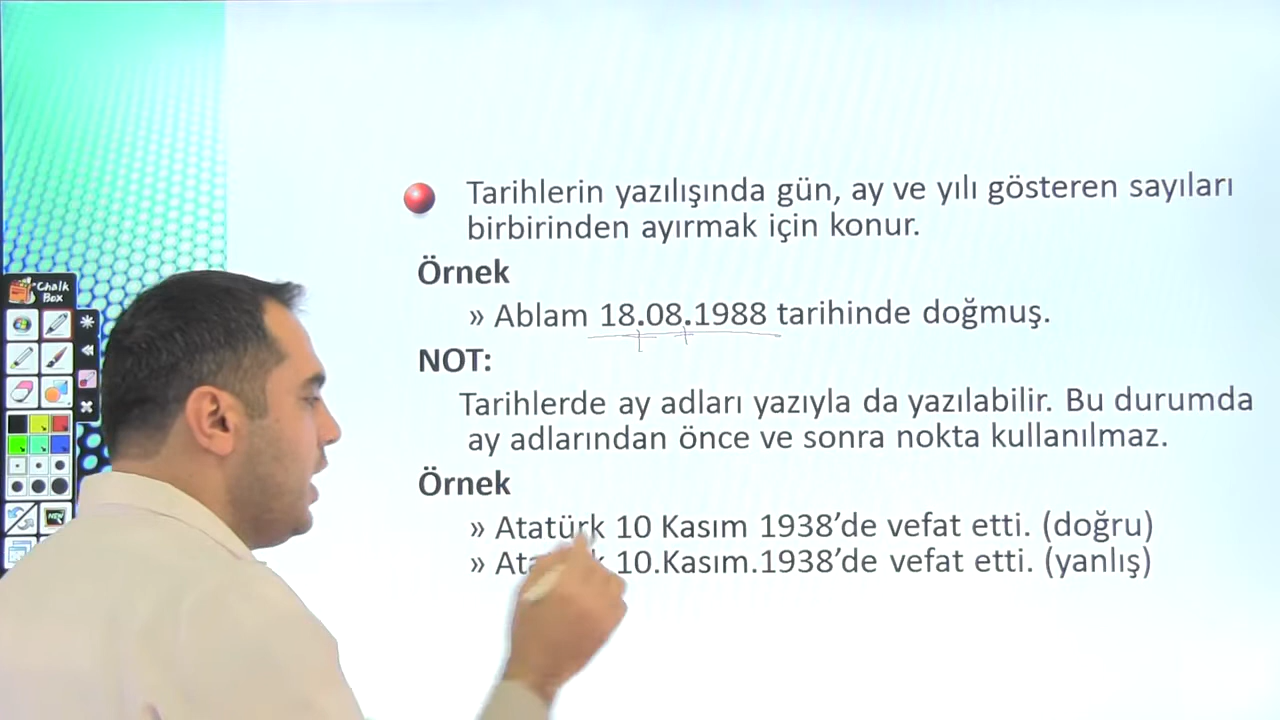 Chalk
Box
Tarihlerin yazılışında gün, ay ve yılı gösteren sayıları
birbirinden ayırmak için konur.
Örnek
» Ablam 18.08.1988 tarihinde doğmuş.
NOT:
Tarihlerde ay adları yazıyla da yazılabilir. Bu durumda
ay adlarından önce ve sonra nokta kullanılmaz.
Örnek
» Atatürk 10 Kasım 1938’de vefat etti. (doğru)
» 10.Kasım.1938’de vefat etti. (yanlış)